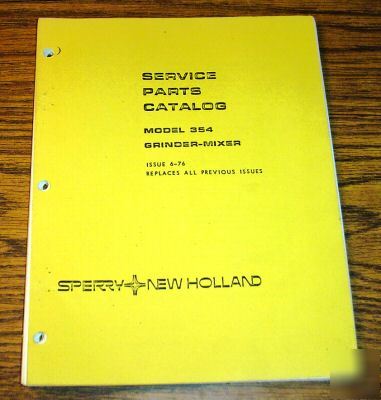 SERVICE
PARTS
CATALOG
MODEL 354
GRINDER-MIXER
ISSUE 6-76
REPLACES ALL PREVIOUS ISSUES
SPERRY NEW HOLLAND